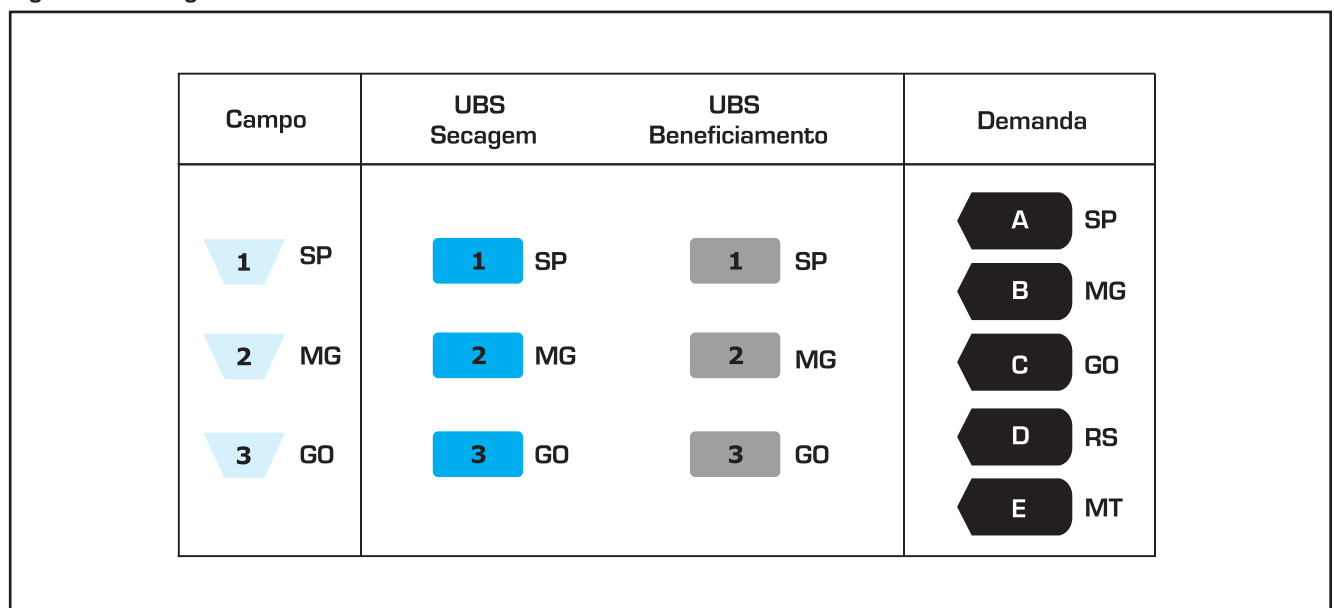 Campo
UBS
Secagem
UBS
Beneficiamento
Demanda
A SP
B MG
C GO
D RS
E MT
1 SP
2 MG
3 GO
1 SP
2 MG
3 GO
1 SP
2 MG
3 GO